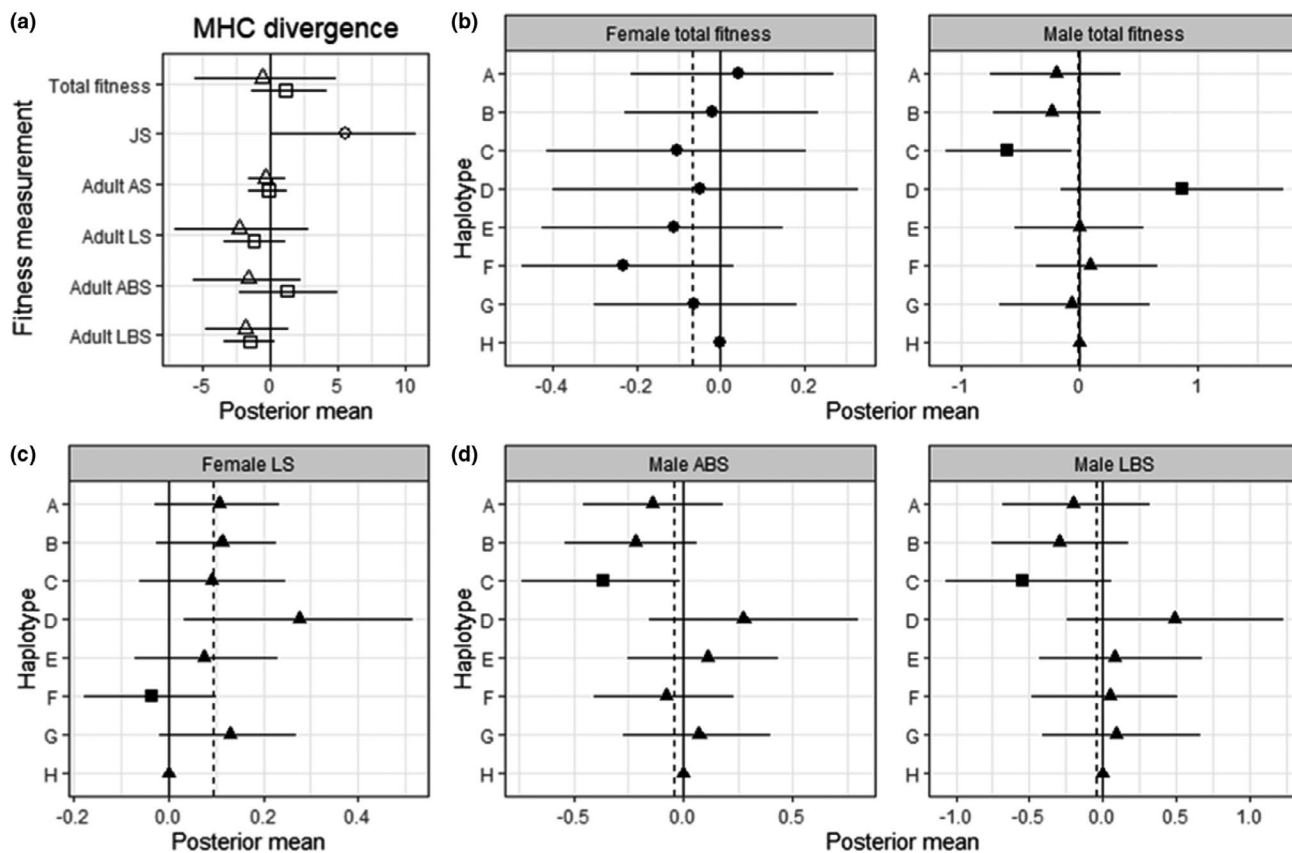 (a)
MHC divergence
Fitness measurement
Total fitness
JS
Adult AS
Adult LS
Adult ABS
Adult LBS
-5 0 5 10
Posterior mean
(b)
Female total fitness
Haplotype
A
B
C
D
E
F
G
H
-0.4 -0.2 0.0 0.2
Posterior mean
Male total fitness
A
B
C
D
E
F
G
H
-1 0 1
Posterior mean
(c)
Female LS
Haplotype
A
B
C
D
E
F
G
H
-0.2 0.0 0.2 0.4
Posterior mean
(d)
Male ABS
Haplotype
A
B
C
D
E
F
G
H
-0.5 0.0 0.5
Male LBS
A
B
C
D
E
F
G
H
-1.0 -0.5 0.0 0.5 1.0
Posterior mean